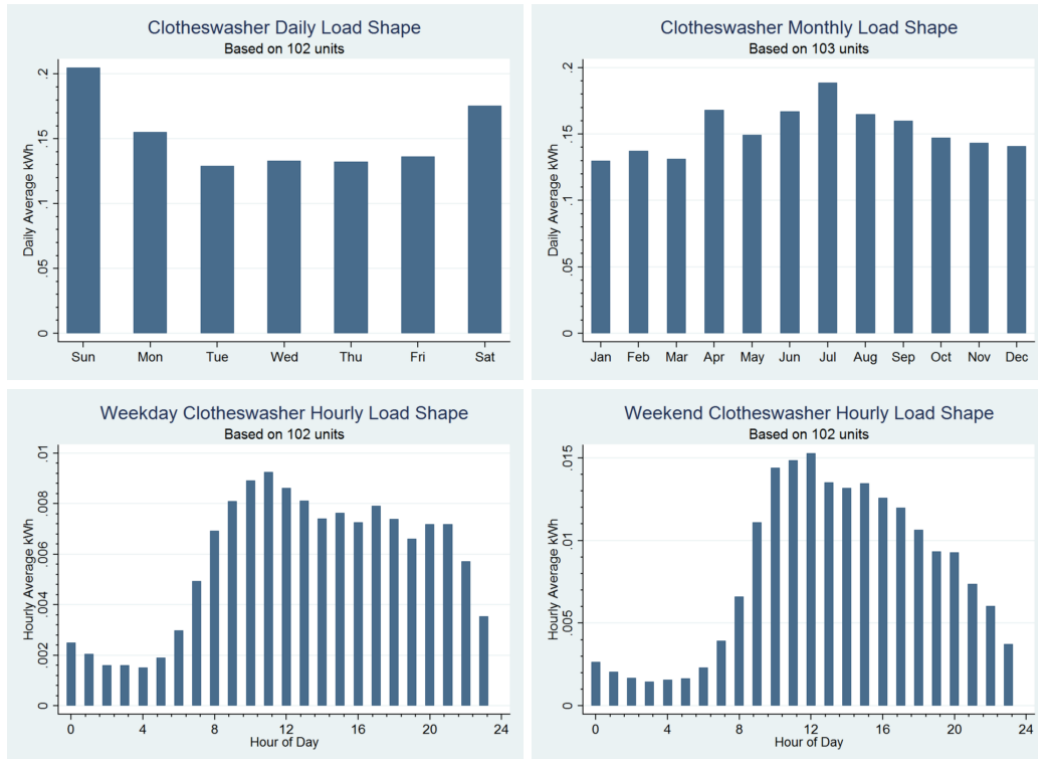 Clotheswasher Daily Load Shape
Based on 102 units
Daily Average kWh
0 .05 .1 .15 .2
Sun Mon Tue Wed Thu Fri Sat
Clotheswasher Monthly Load Shape
Based on 103 units
Daily Average kWh
0 .05 .1 .15 .2
Jan Feb Mar Apr May Jun Jul Aug Sep Oct Nov Dec
Weekday Clotheswasher Hourly Load Shape
Based on 102 units
Hourly Average kWh
0 .002 .004 .006 .008 .01
0 4 8 12 16 20 24
Hour of Day
Weekend Clotheswasher Hourly Load Shape
Based on 102 units
Hourly Average kWh
0 .005 .01 .015
0 4 8 12 16 20 24
Hour of Day